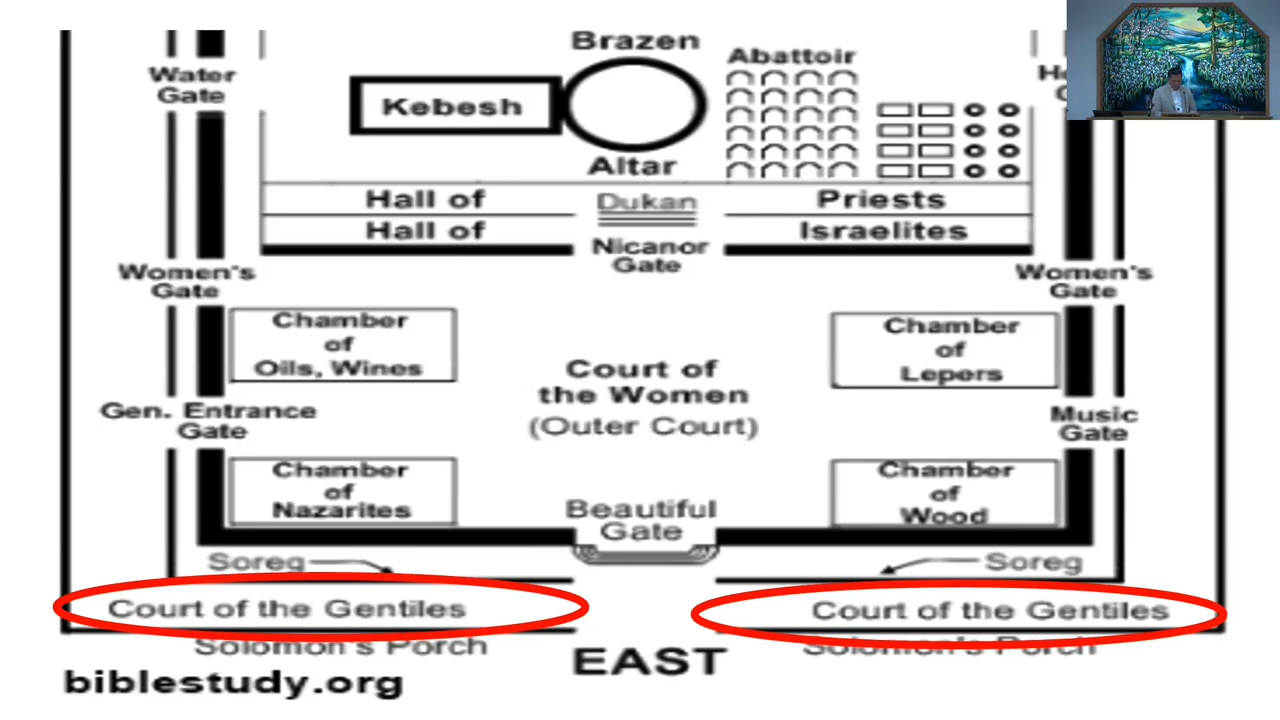 Brazen
Abattoir
Water
Gate
Kebesh
Altar
Hall of
Dukan
Priests
Hall of
Israelites
Nicanor
Gate
Women's
Gate
Women's
Gate
Chamber
of
Oils, Wines
Chamber
of
Lepers
Court of
the Women
(Outer Court)
Gen. Entrance
Gate
Music
Gate
Chamber
of
Nazarites
Chamber
of
Wood
Beautiful
Gate
Soreg
Soreg
Court of the Gentiles
Court of the Gentiles
Solomon's Porch
Solomon's Porch
EAST
biblestudy.org